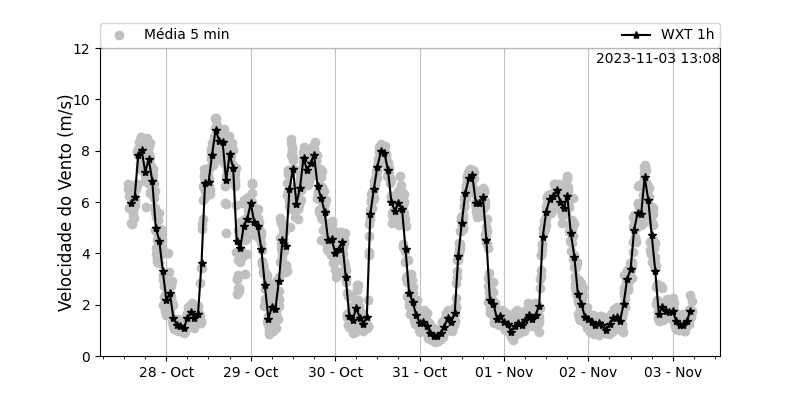 Média 5 min
WXT 1h
2023-11-03 13:08
Velocidade do Vento (m/s)
12
10
8
6
4
2
0
28 - Oct
29 - Oct
30 - Oct
31 - Oct
01 - Nov
02 - Nov
03 - Nov